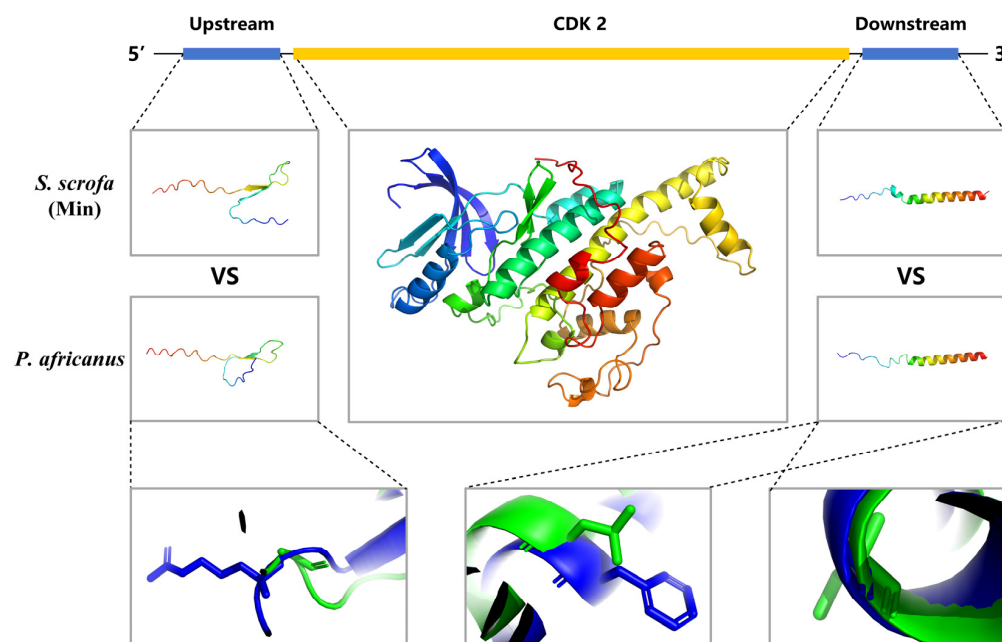 Upstream
CDK 2
Downstream
5′
3
S. scrofa
(Min)
VS
VS
P. africanus